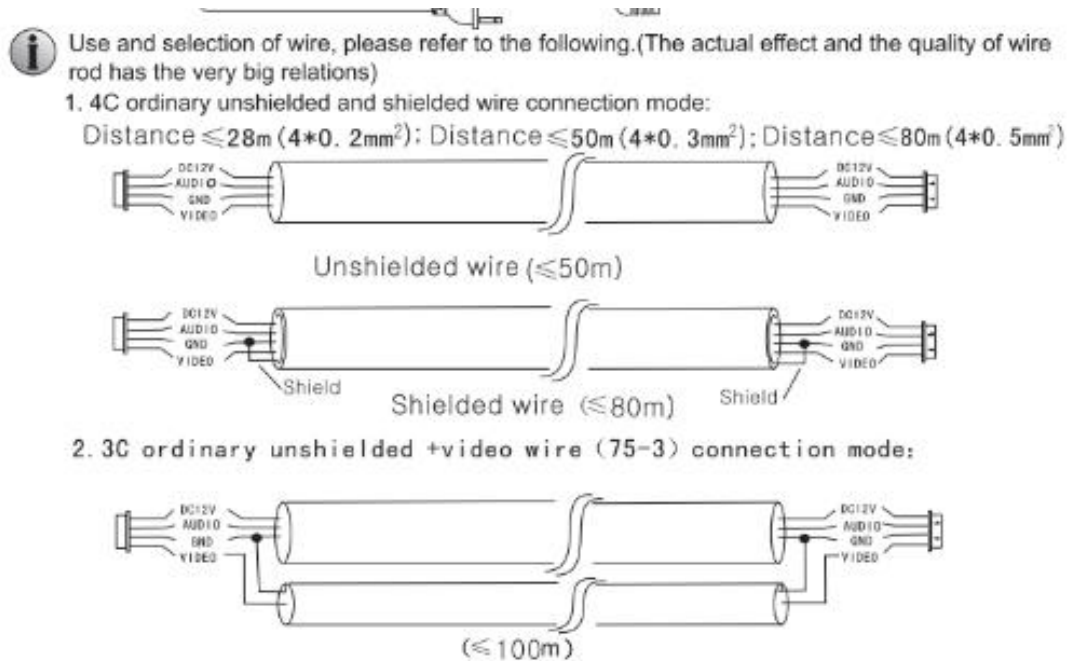 i
Use and selection of wire, please refer to the following.(The actual effect and the quality of wire
rod has the very big relations)
1. 4C ordinary unshielded and shielded wire connection mode:
Distance≤28m(4*0. 2mm²): Distance≤50m(4*0. 3mm²); Distance≤80m(4*0. 5mm²)
DC12V
AUDIO
GND
VIDEO
DC12V
AUDIO
GND
VIDEO
Unshielded wire (≤50m)
DC12V
AUDIO
GND
VIDEO
Shield
DC12V
AUDIO
GND
VIDEO
Shield
Shielded wire (≤80m)
2. 3C ordinary unshielded +video wire (75-3) connection mode:
DC12V
AUDIO
GND
VIDEO
DC12V
AUDIO
GND
VIDEO
(≤100m)